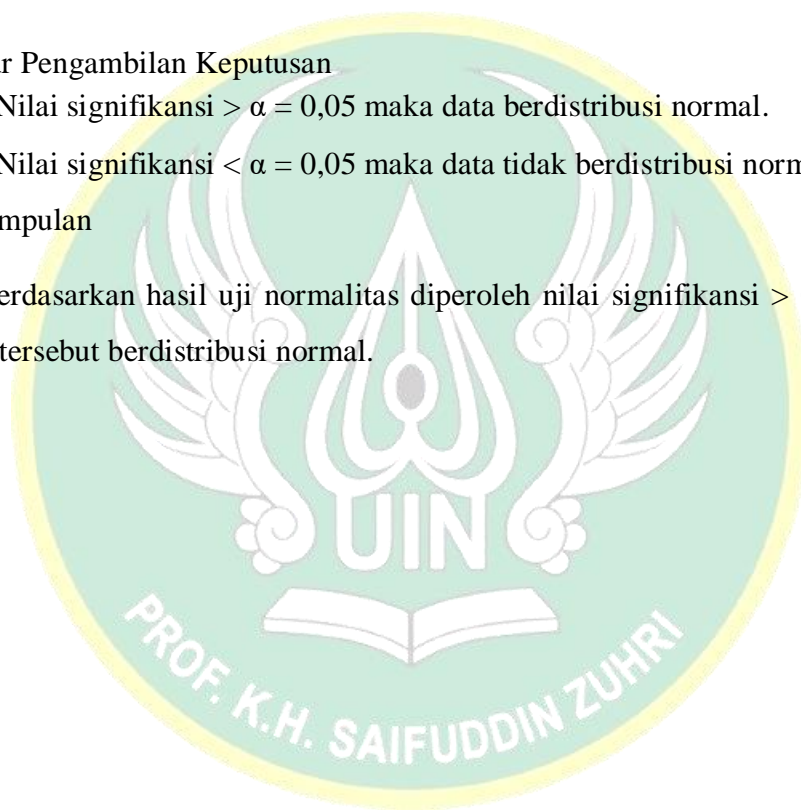 r Pengambilan Keputusan
Nilai signifikansi > α = 0,05 maka data berdistribusi normal.
Nilai signifikansi < α = 0,05 maka data tidak berdistribusi norm
mpulan
erdasarkan hasil uji normalitas diperoleh nilai signifikansi >
tersebut berdistribusi normal.
UIN
PROF. K.H. SAIFUDDIN ZUHRI